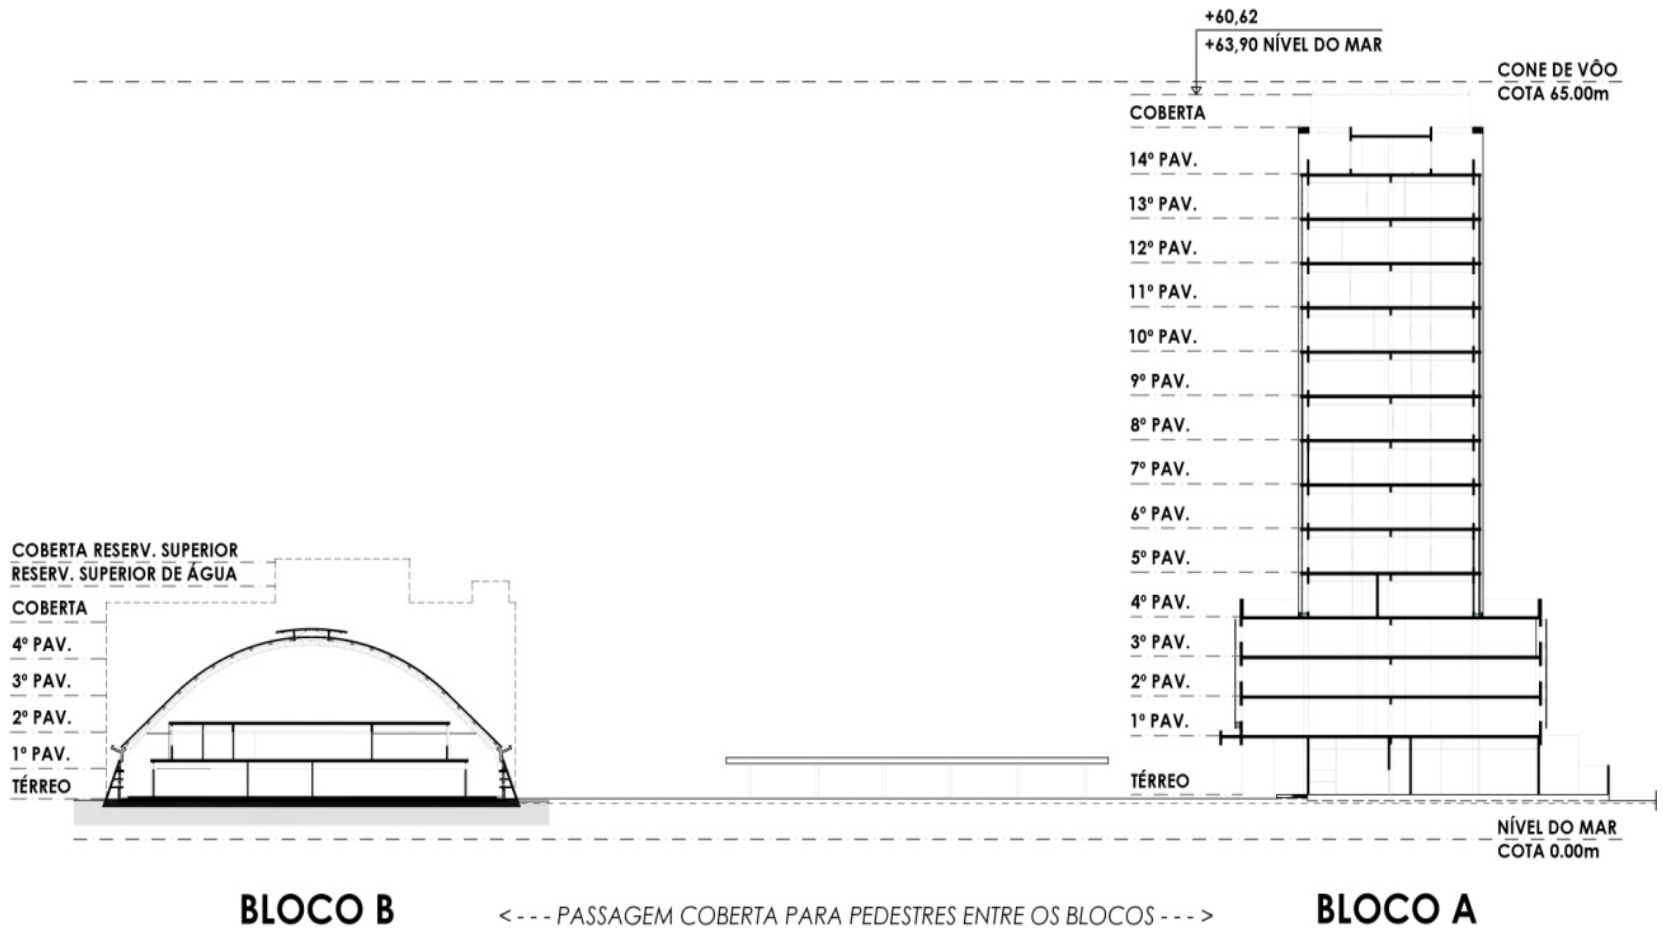 +60,62
+63,90 NÍVEL DO MAR
CONE DE VÔO
COTA 65.00m
COBERTA
14º PAV.
13º PAV.
12º PAV.
11º PAV.
10º PAV.
9º PAV.
8º PAV.
7º PAV.
6º PAV.
5º PAV.
4º PAV.
3º PAV.
2º PAV.
1º PAV.
TÉRREO
COBERTA RESERV. SUPERIOR
RESERV. SUPERIOR DE ÁGUA
COBERTA
4º PAV.
3º PAV.
2º PAV.
1º PAV.
TÉRREO
NÍVEL DO MAR
COTA 0.00m
BLOCO B
<--- PASSAGEM COBERTA PARA PEDESTRES ENTRE OS BLOCOS --->
BLOCO A